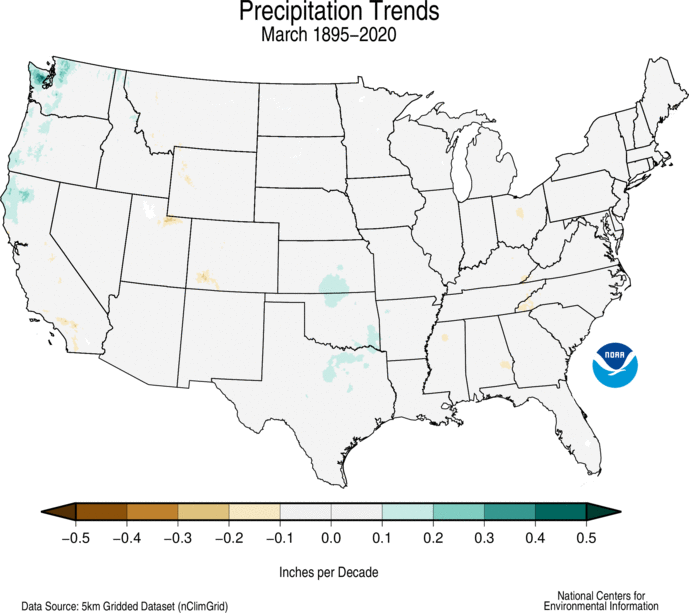 Precipitation Trends
March 1895–2020
NOAA
−0.5 −0.4 −0.3 −0.2 −0.1 0.0 0.1 0.2 0.3 0.4 0.5
Inches per Decade
National Centers for
Data Source: 5km Gridded Dataset (nClimGrid) Environmental Information